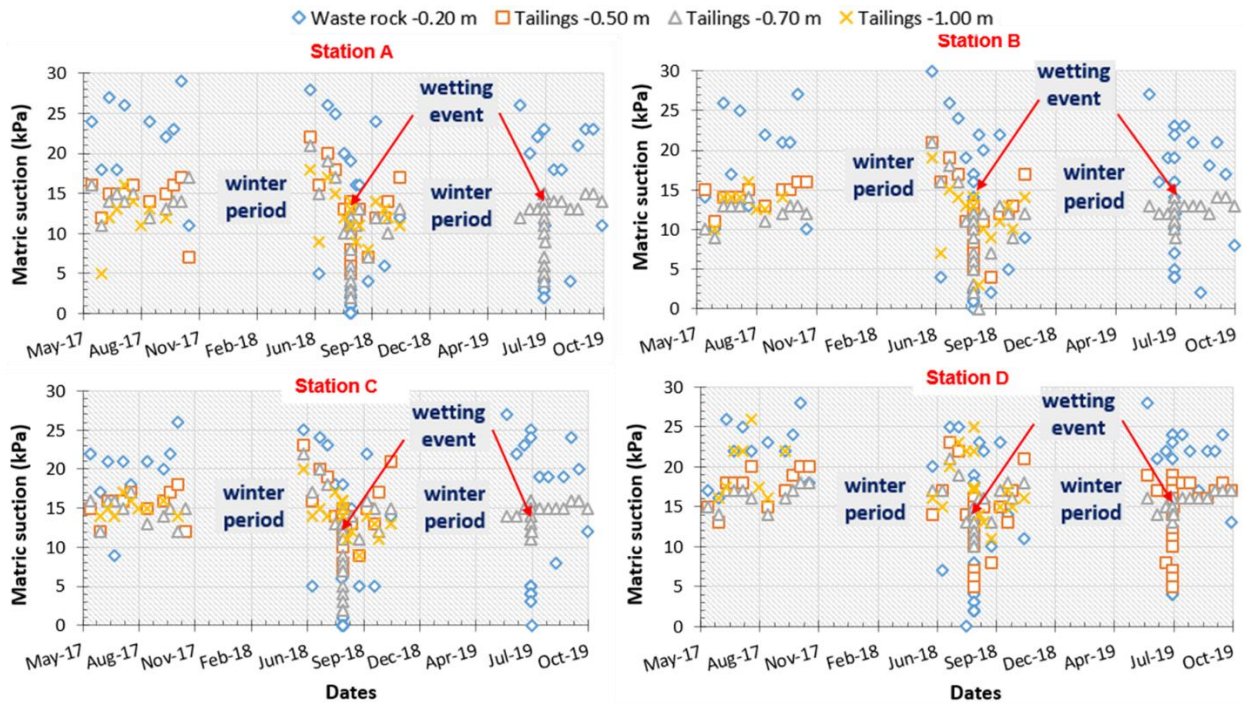 Waste rock -0.20 m Tailings -0.50 m Tailings -0.70 m Tailings -1.00 m
Station A
Matric suction (kPa)
30
25
20
15
10
5
0
wetting
event
winter
period
winter
period
May-17 Aug-17 Nov-17 Feb-18 Jun-18 Sep-18 Dec-18 Apr-19 Jul-19 Oct-19
Station B
Matric suction (kPa)
30
25
20
15
10
5
0
wetting
event
winter
period
winter
period
May-17 Aug-17 Nov-17 Feb-18 Jun-18 Sep-18 Dec-18 Apr-19 Jul-19 Oct-19
Station C
Matric suction (kPa)
30
25
20
15
10
5
0
wetting
event
winter
period
winter
period
May-17 Aug-17 Nov-17 Feb-18 Jun-18 Sep-18 Dec-18 Apr-19 Jul-19 Oct-19
Dates
Station D
Matric suction (kPa)
30
25
20
15
10
5
0
wetting
event
winter
period
winter
period
May-17 Aug-17 Nov-17 Feb-18 Jun-18 Sep-18 Dec-18 Apr-19 Jul-19 Oct-19
Dates